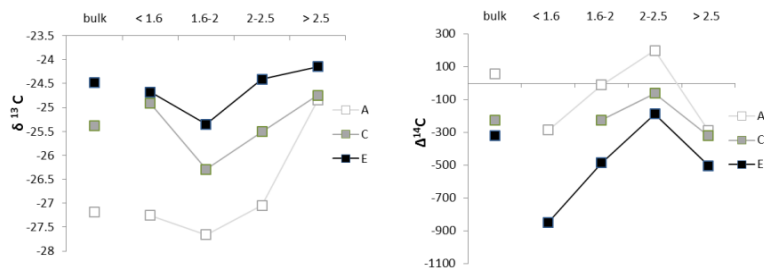 bulk < 1.6 1.6-2 2-2.5 > 2.5
-23.5
-24
-24.5
-25
-25.5
-26
-26.5
-27
-27.5
-28
δ ¹³ C
A
C
E
bulk < 1.6 1.6-2 2-2.5 > 2.5
300
100
-100
-300
-500
-700
-900
-1100
Δ¹⁴C
A
C
E